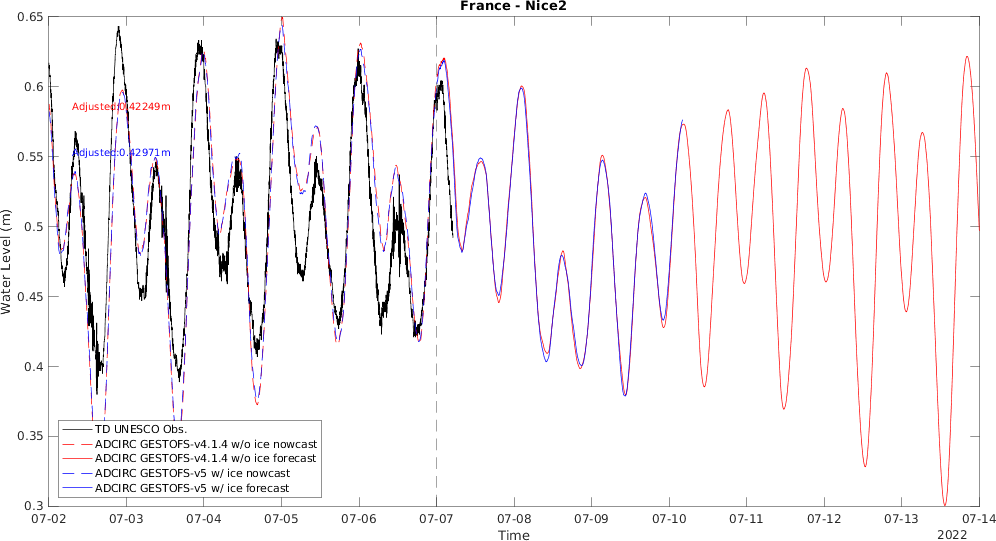 France - Nice2
0.65
0.6
0.55
0.5
0.45
0.4
0.35
0.3
Water Level (m)
Adjusted:0.42249m
Adjusted:0.42971m
TD UNESCO Obs.
ADCIRC GESTOFS-v4.1.4 w/o ice nowcast
ADCIRC GESTOFS-v4.1.4 w/o ice forecast
ADCIRC GESTOFS-v5 w/ ice nowcast
ADCIRC GESTOFS-v5 w/ ice forecast
07-02 07-03 07-04 07-05 07-06 07-07 07-08 07-09 07-10 07-11 07-12 07-13 07-14
Time
2022